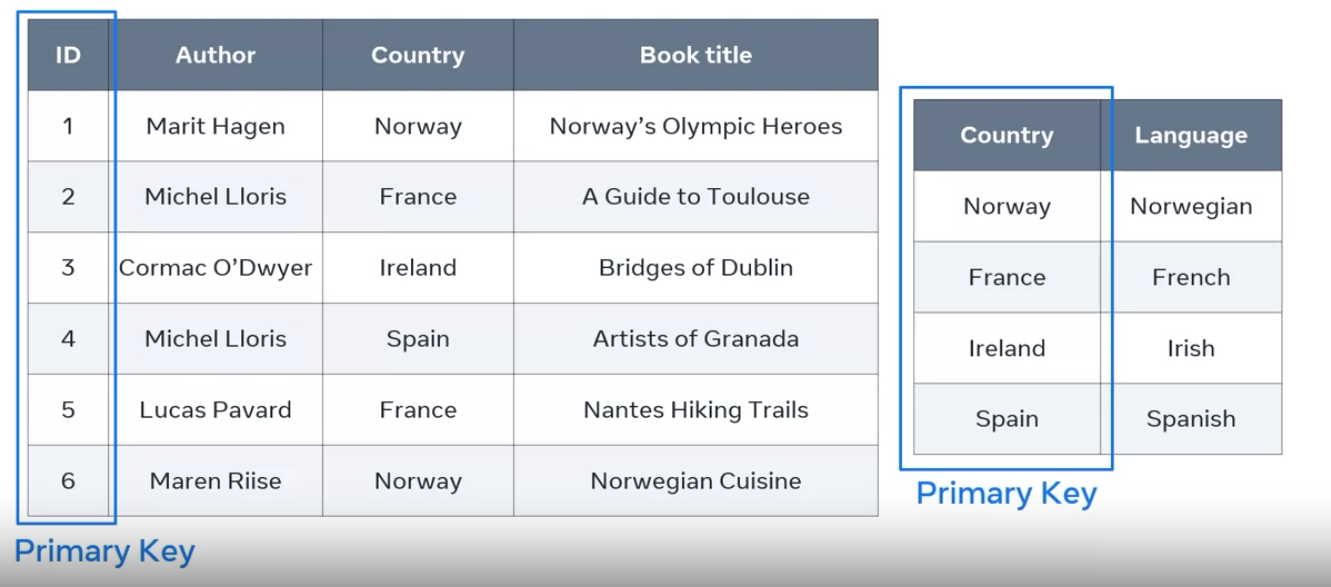 ID Author Country Book title
1 Marit Hagen Norway Norway’s Olympic Heroes
2 Michel Lloris France A Guide to Toulouse
3 Cormac O’Dwyer Ireland Bridges of Dublin
4 Michel Lloris Spain Artists of Granada
5 Lucas Pavard France Nantes Hiking Trails
6 Maren Riise Norway Norwegian Cuisine
Primary Key
Country Language
Norway Norwegian
France French
Ireland Irish
Spain Spanish
Primary Key